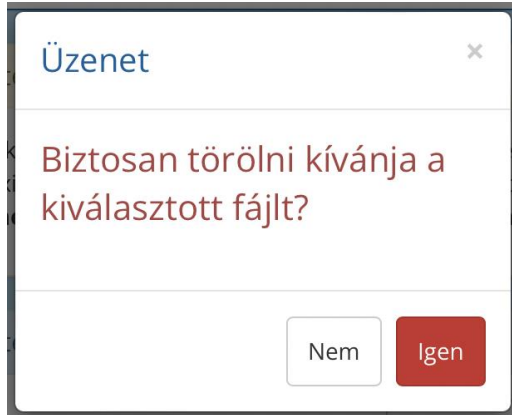 Üzenet
×
Biztosan törölni kívánja a
kiválasztott fájlt?
Nem
Igen